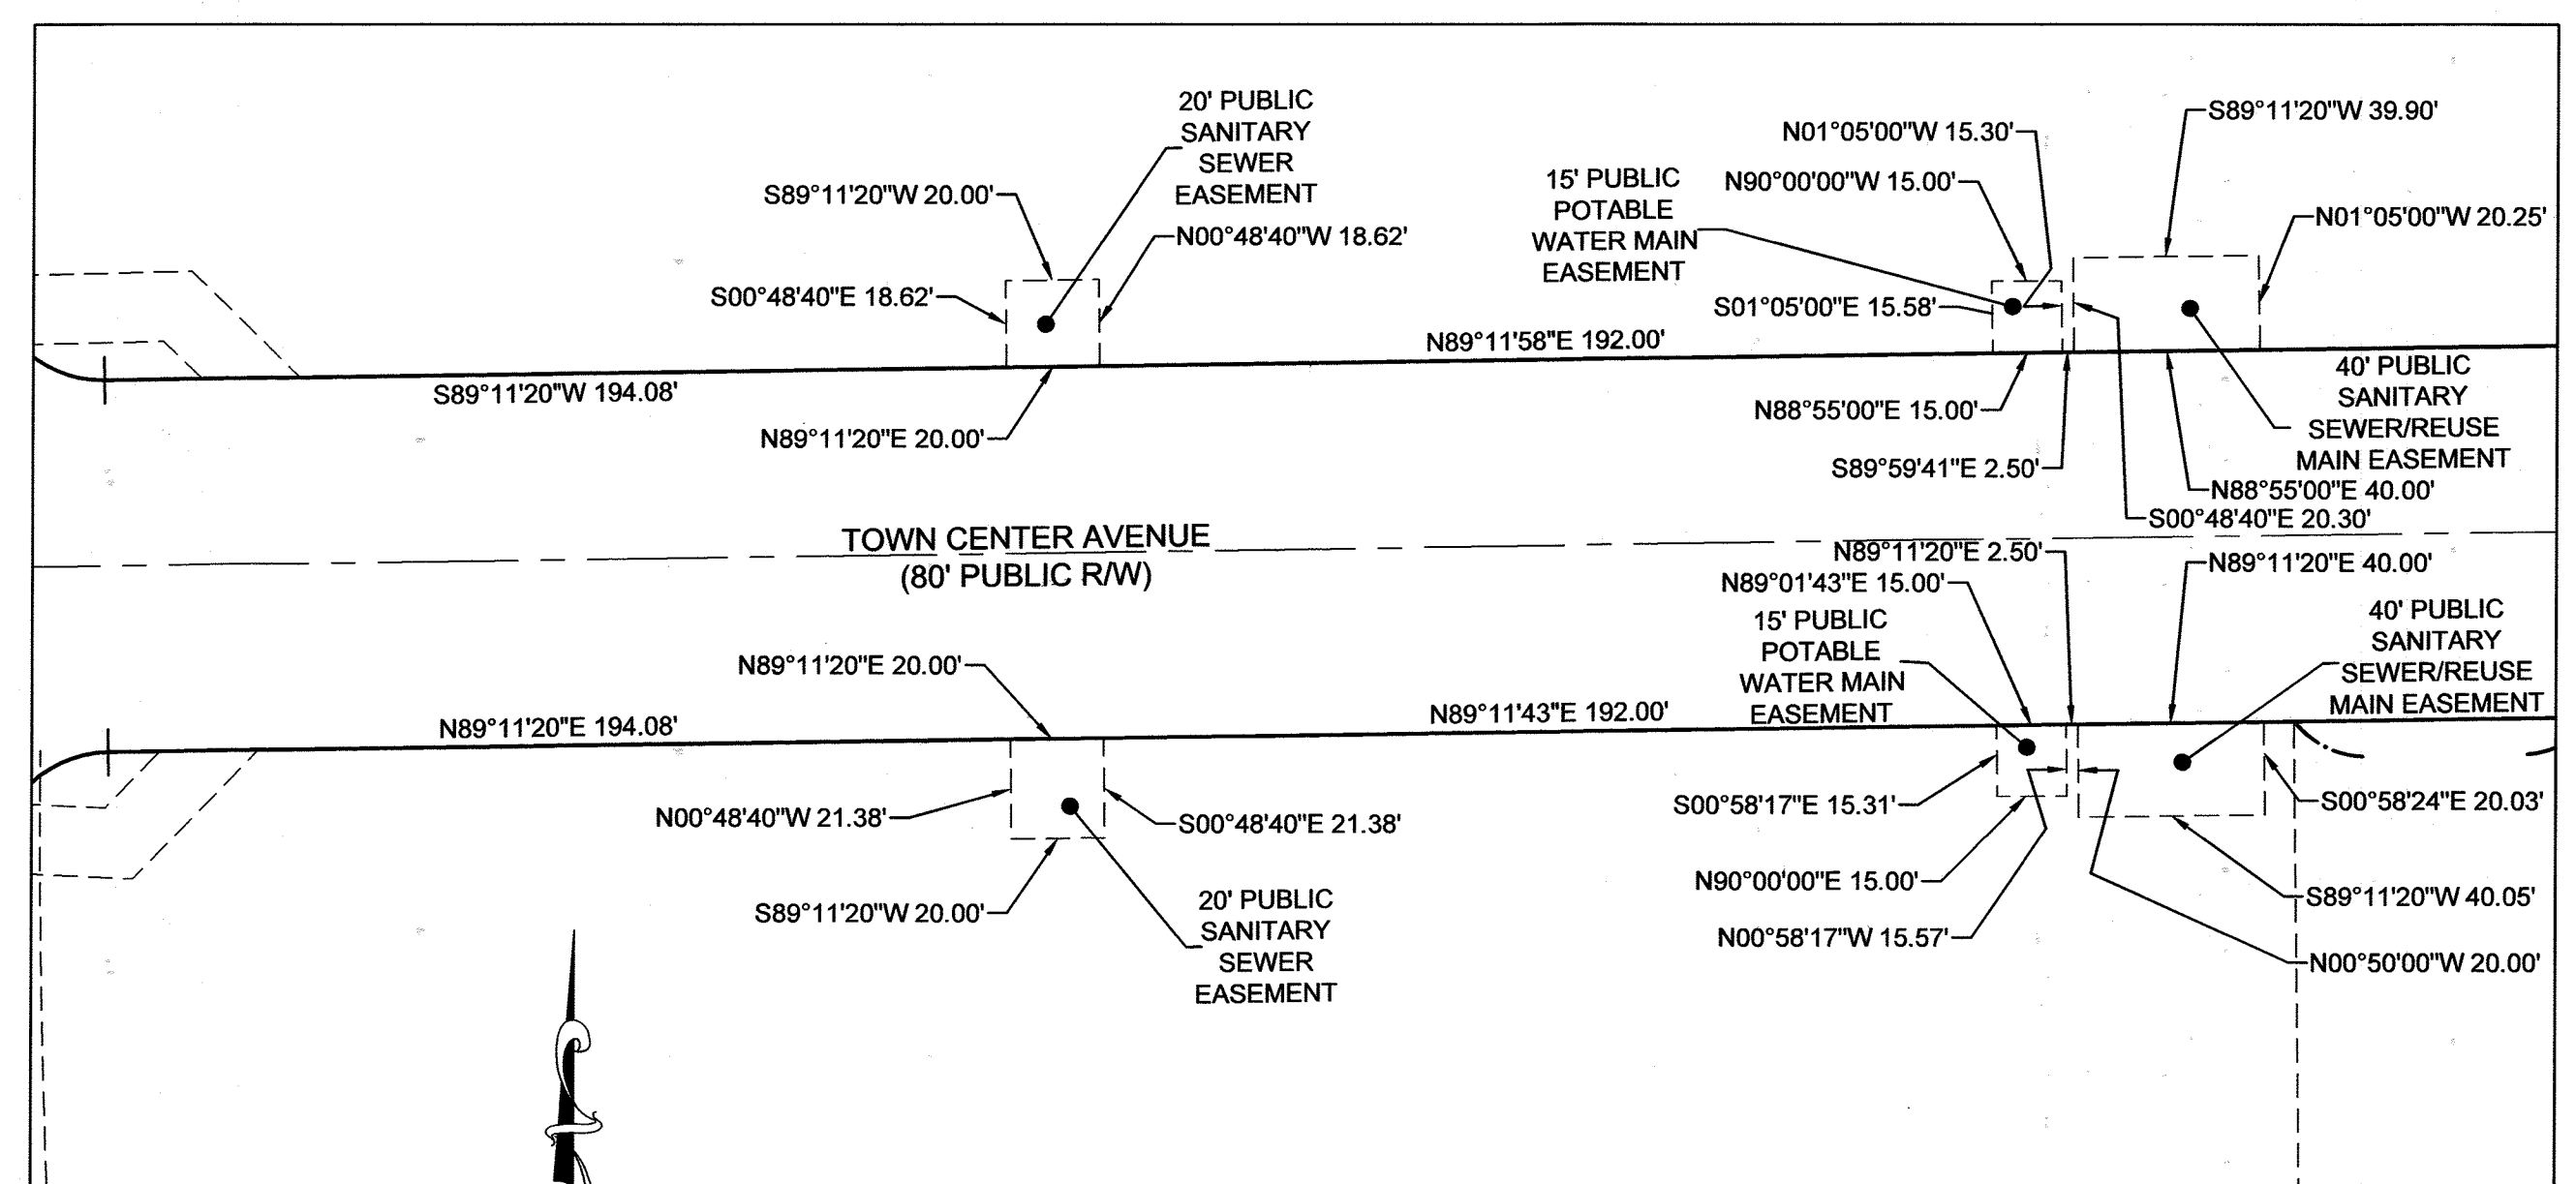 20' PUBLIC
SANITARY
SEWER
EASEMENT
S89°11'20"W 20.00'
N00°48'40"W 18.62'
S00°48'40"E 18.62'
S89°11'20"W 194.08'
N89°11'20"E 20.00'
N89°11'58"E 192.00'
15' PUBLIC
POTABLE
WATER MAIN
EASEMENT
N01°05'00"W 15.30'
N90°00'00"W 15.00'
S01°05'00"E 15.58'
S89°11'20"W 39.90'
N01°05'00"W 20.25'
40' PUBLIC
SANITARY
SEWER/REUSE
MAIN EASEMENT
N88°55'00"E 15.00'
S89°59'41"E 2.50'
N88°55'00"E 40.00'
S00°48'40"E 20.30'
TOWN CENTER AVENUE
(80' PUBLIC R/W)
N89°11'20"E 2.50'
N89°01'43"E 15.00'
N89°11'20"E 40.00'
15' PUBLIC
POTABLE
WATER MAIN
EASEMENT
40' PUBLIC
SANITARY
SEWER/REUSE
MAIN EASEMENT
N89°11'20"E 20.00'
N89°11'20"E 194.08'
N89°11'43"E 192.00'
N00°48'40"W 21.38'
S00°48'40"E 21.38'
S89°11'20"W 20.00'
20' PUBLIC
SANITARY
SEWER
EASEMENT
S00°58'17"E 15.31'
N90°00'00"E 15.00'
N00°58'17"W 15.57'
S00°58'24"E 20.03'
S89°11'20"W 40.05'
N00°50'00"W 20.00'